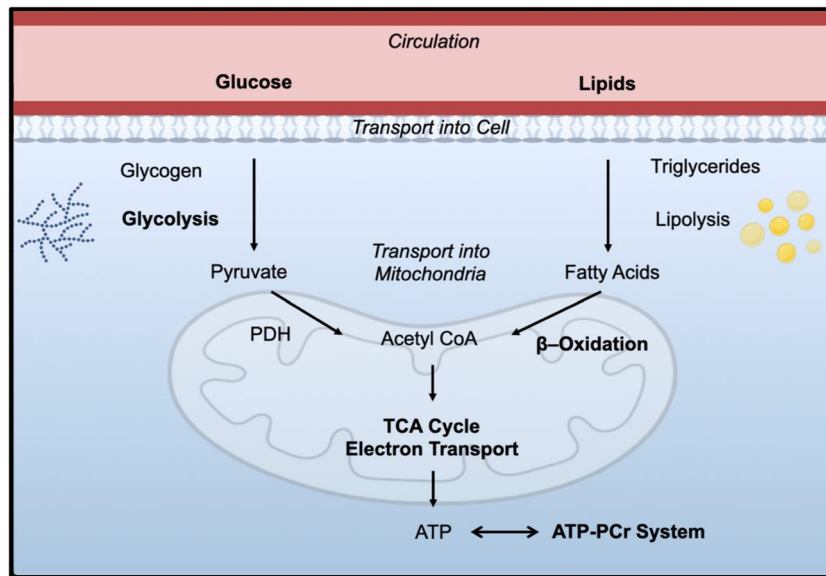 Circulation
Glucose
Lipids
Transport into Cell
Glycogen
Triglycerides
Glycolysis
Lipolysis
Transport into
Mitochondria
Pyruvate
Fatty Acids
PDH
Acetyl CoA
β–Oxidation
TCA Cycle
Electron Transport
ATP
ATP-PCr System